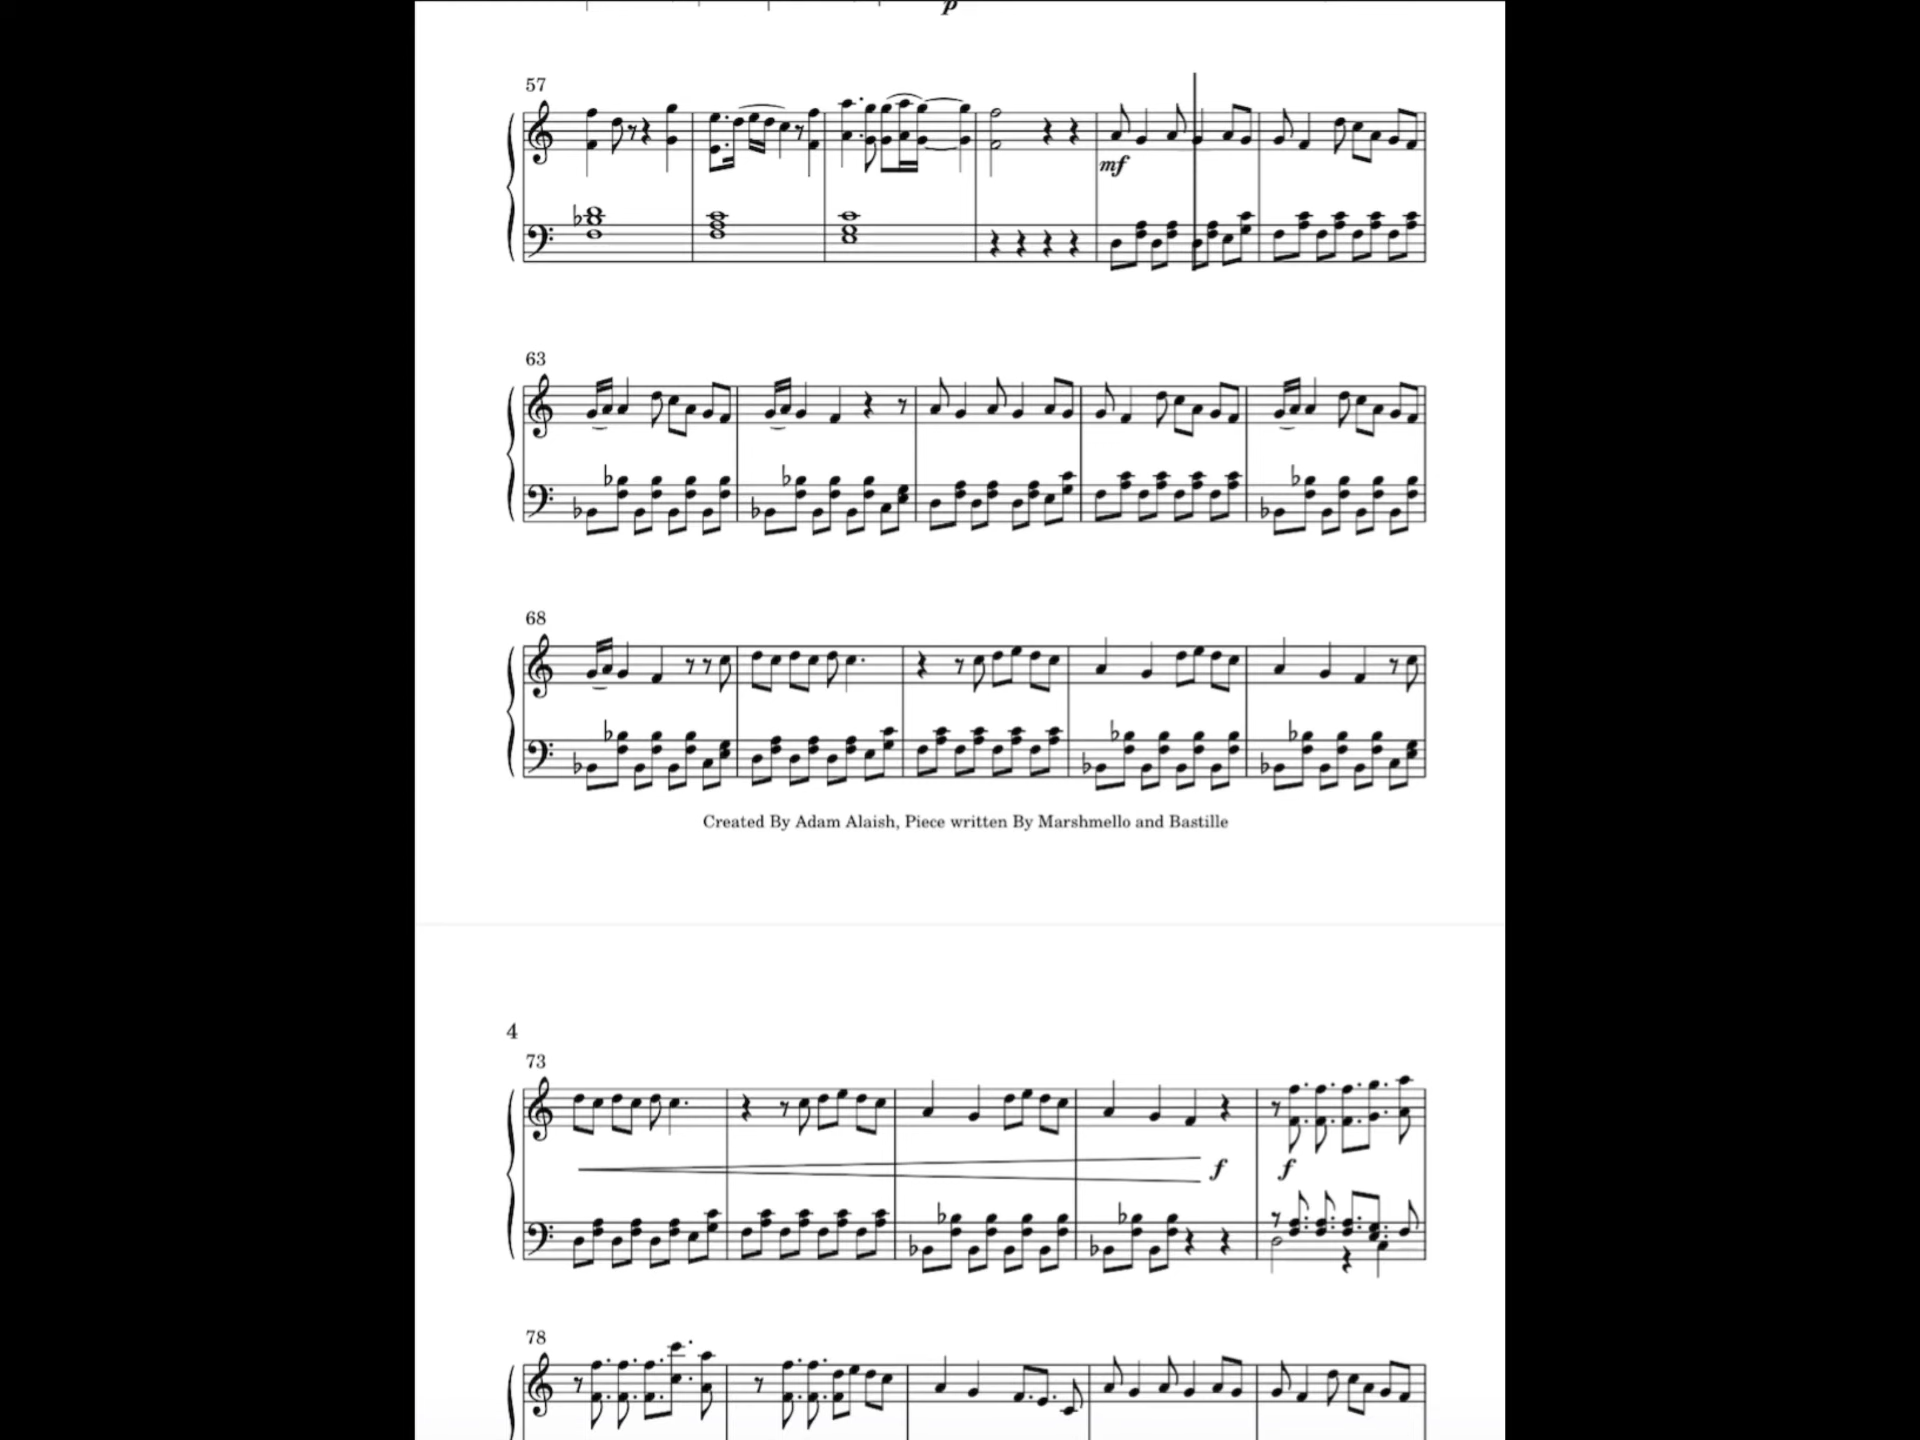 p
57
mf
63
68
Created By Adam Alaish, Piece written By Marshmello and Bastille
4
73
f f
78